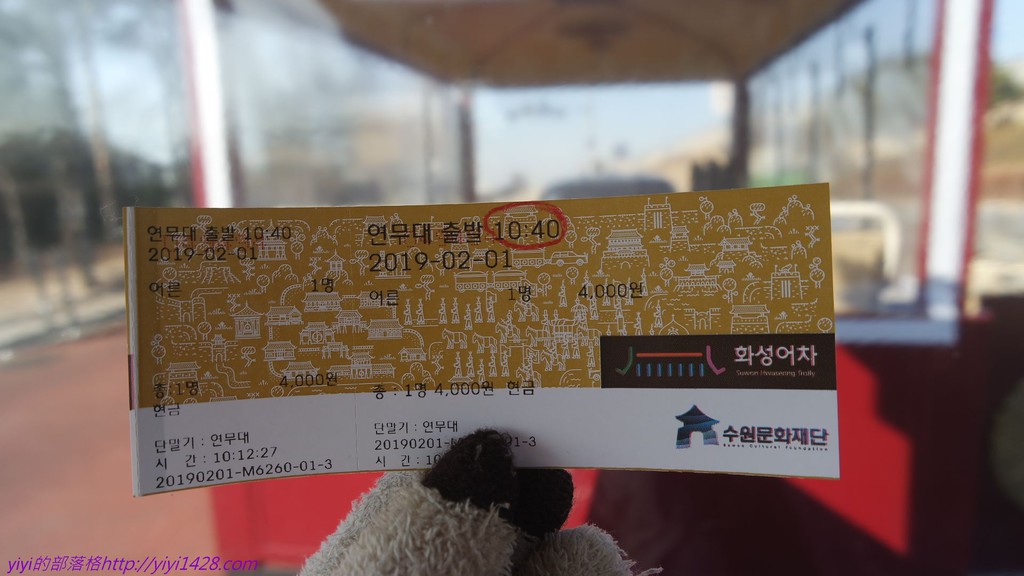 연무대 출발 10:40
2019-02-01
어른 1명
총 1명 4,000원
현금
단말기 : 연무대
시 간 : 10:12:27
20190201-M6260-01-3
연무대 출발 10:40
2019-02-01
어른 1명 4,000원
총 : 1명 4,000원 현금
단말기 : 연무대
20190201-
시 간 : 10
화성어차
Suwon Hwaseong Trolly
수원문화재단
Suwon Cultural Foundation
yiyi的部落格http://yiyi1428.com